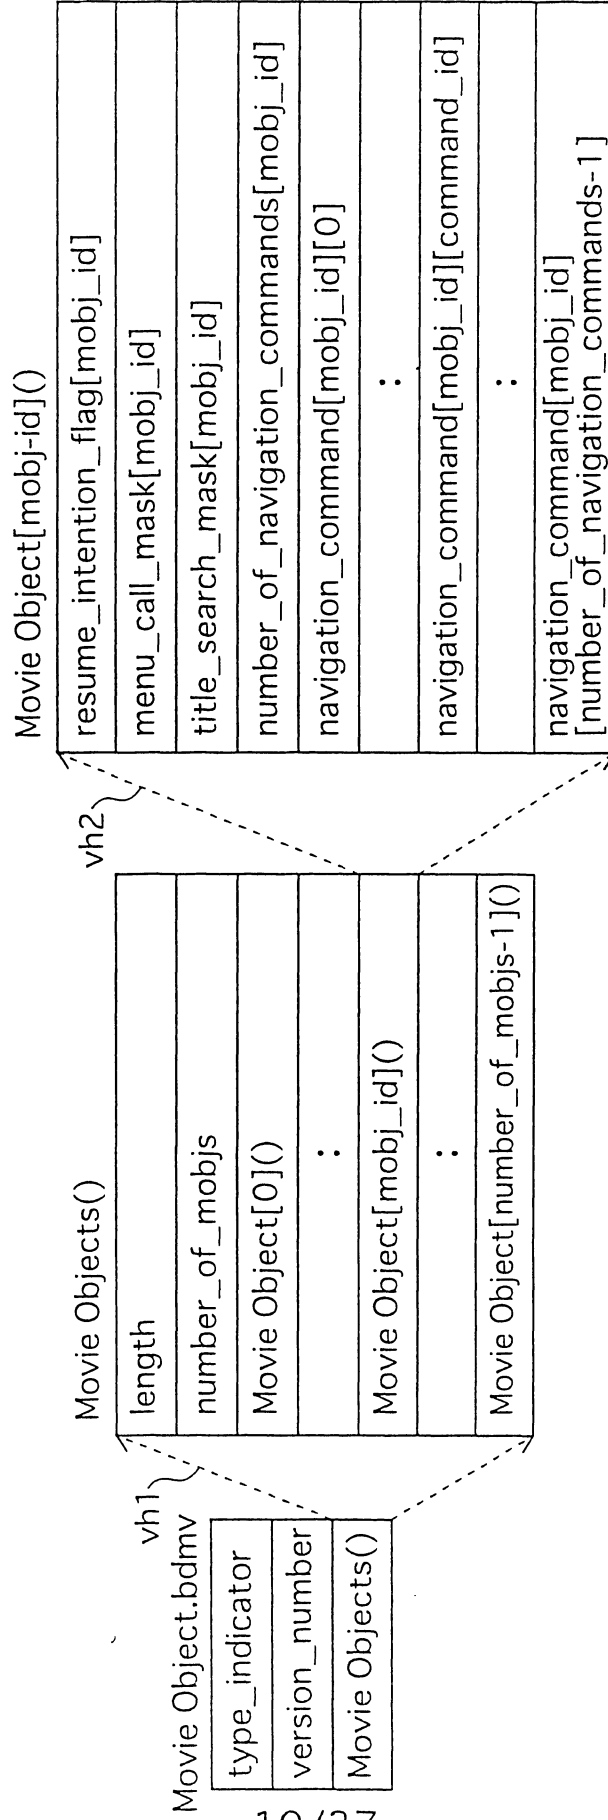 Movie Object.bdmv
type_indicator
version_number
Movie Objects()
vh1
Movie Objects()
length
number_of_mobjs
Movie Object[0]()
:
Movie Object[mobj_id]()
:
Movie Object[number_of_mobjs-1]()
vh2
Movie Object[mobj-id]()
resume_intention_flag[mobj_id]
menu_call_mask[mobj_id]
title_search_mask[mobj_id]
number_of_navigation_commands[mobj_id]
navigation_command[mobj_id][0]
:
navigation_command[mobj_id][command_id]
:
navigation_command[mobj_id]
[number_of_navigation_commands-1]